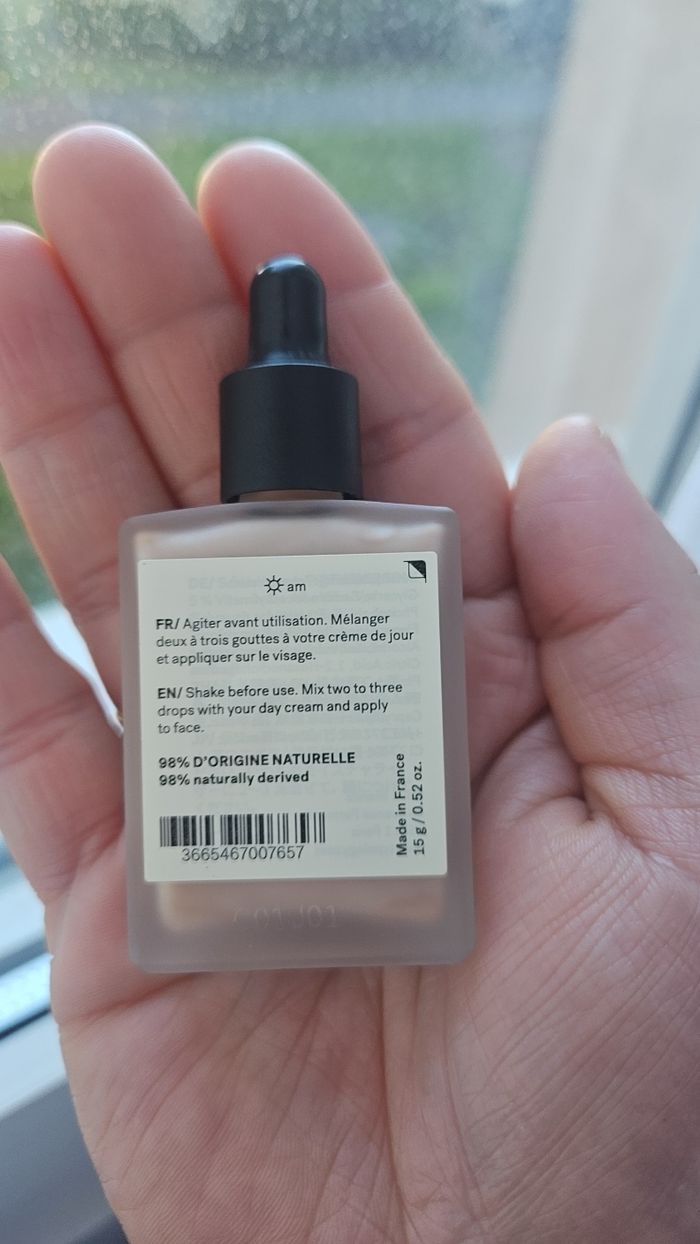 am
FR/ Agiter avant utilisation. Mélanger
deux à trois gouttes à votre crème de jour
et appliquer sur le visage.
EN/ Shake before use. Mix two to three
drops with your day cream and apply
to face.
98% D'ORIGINE NATURELLE
98% naturally derived
3665467007657
Made in France
15 g / 0.52 oz.